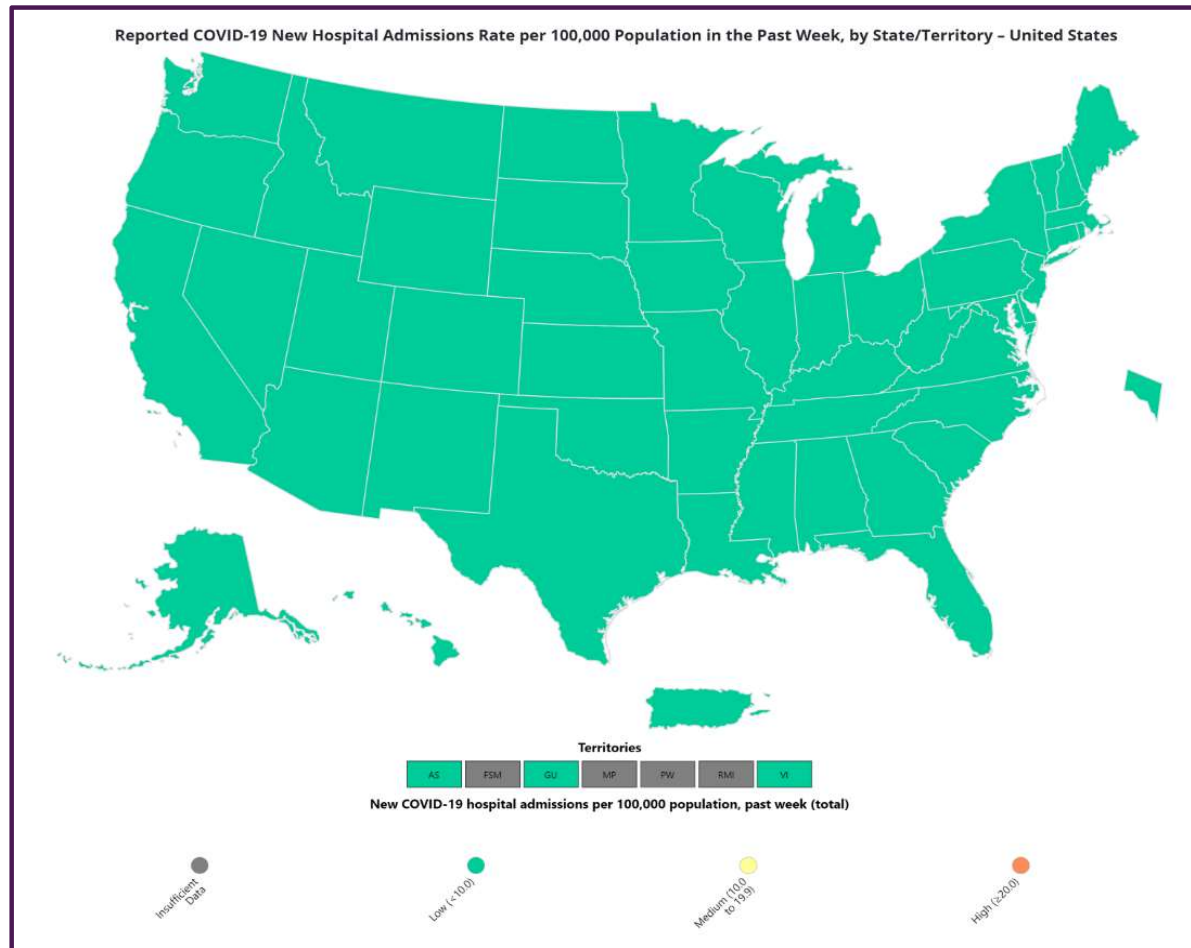 Reported COVID-19 New Hospital Admissions Rate per 100,000 Population in the Past Week, by State/Territory – United States
Territories
AS FSM GU MP PW RMI VI
New COVID-19 hospital admissions per 100,000 population, past week (total)
Insufficient
Data
Low (<10.0)
Medium (10.0
to 19.9)
High (≥20.0)